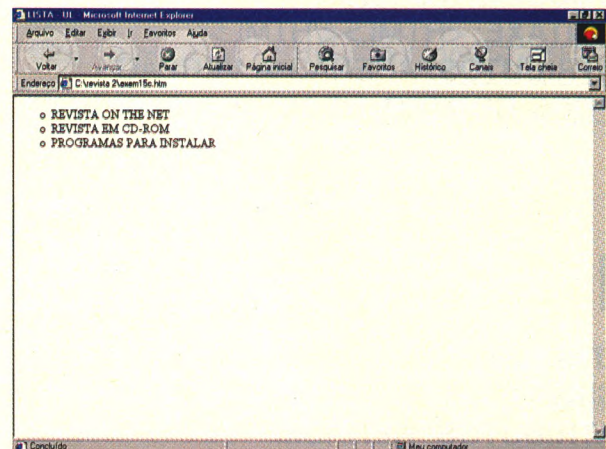 LISTA UL - Microsoft Internet Explorer
Arquivo Editar Exibir Ir Favoritos Ajuda
Voltar Avançar Parar Atualizar Página inicial Pesquisar Favoritos Histórico Canais Tela cheia Correio
Endereço C:\revista 2\exem15c.htm
REVISTA ON THE NET
REVISTA EM CD-ROM
PROGRAMAS PARA INSTALAR
Concluído Meu computador